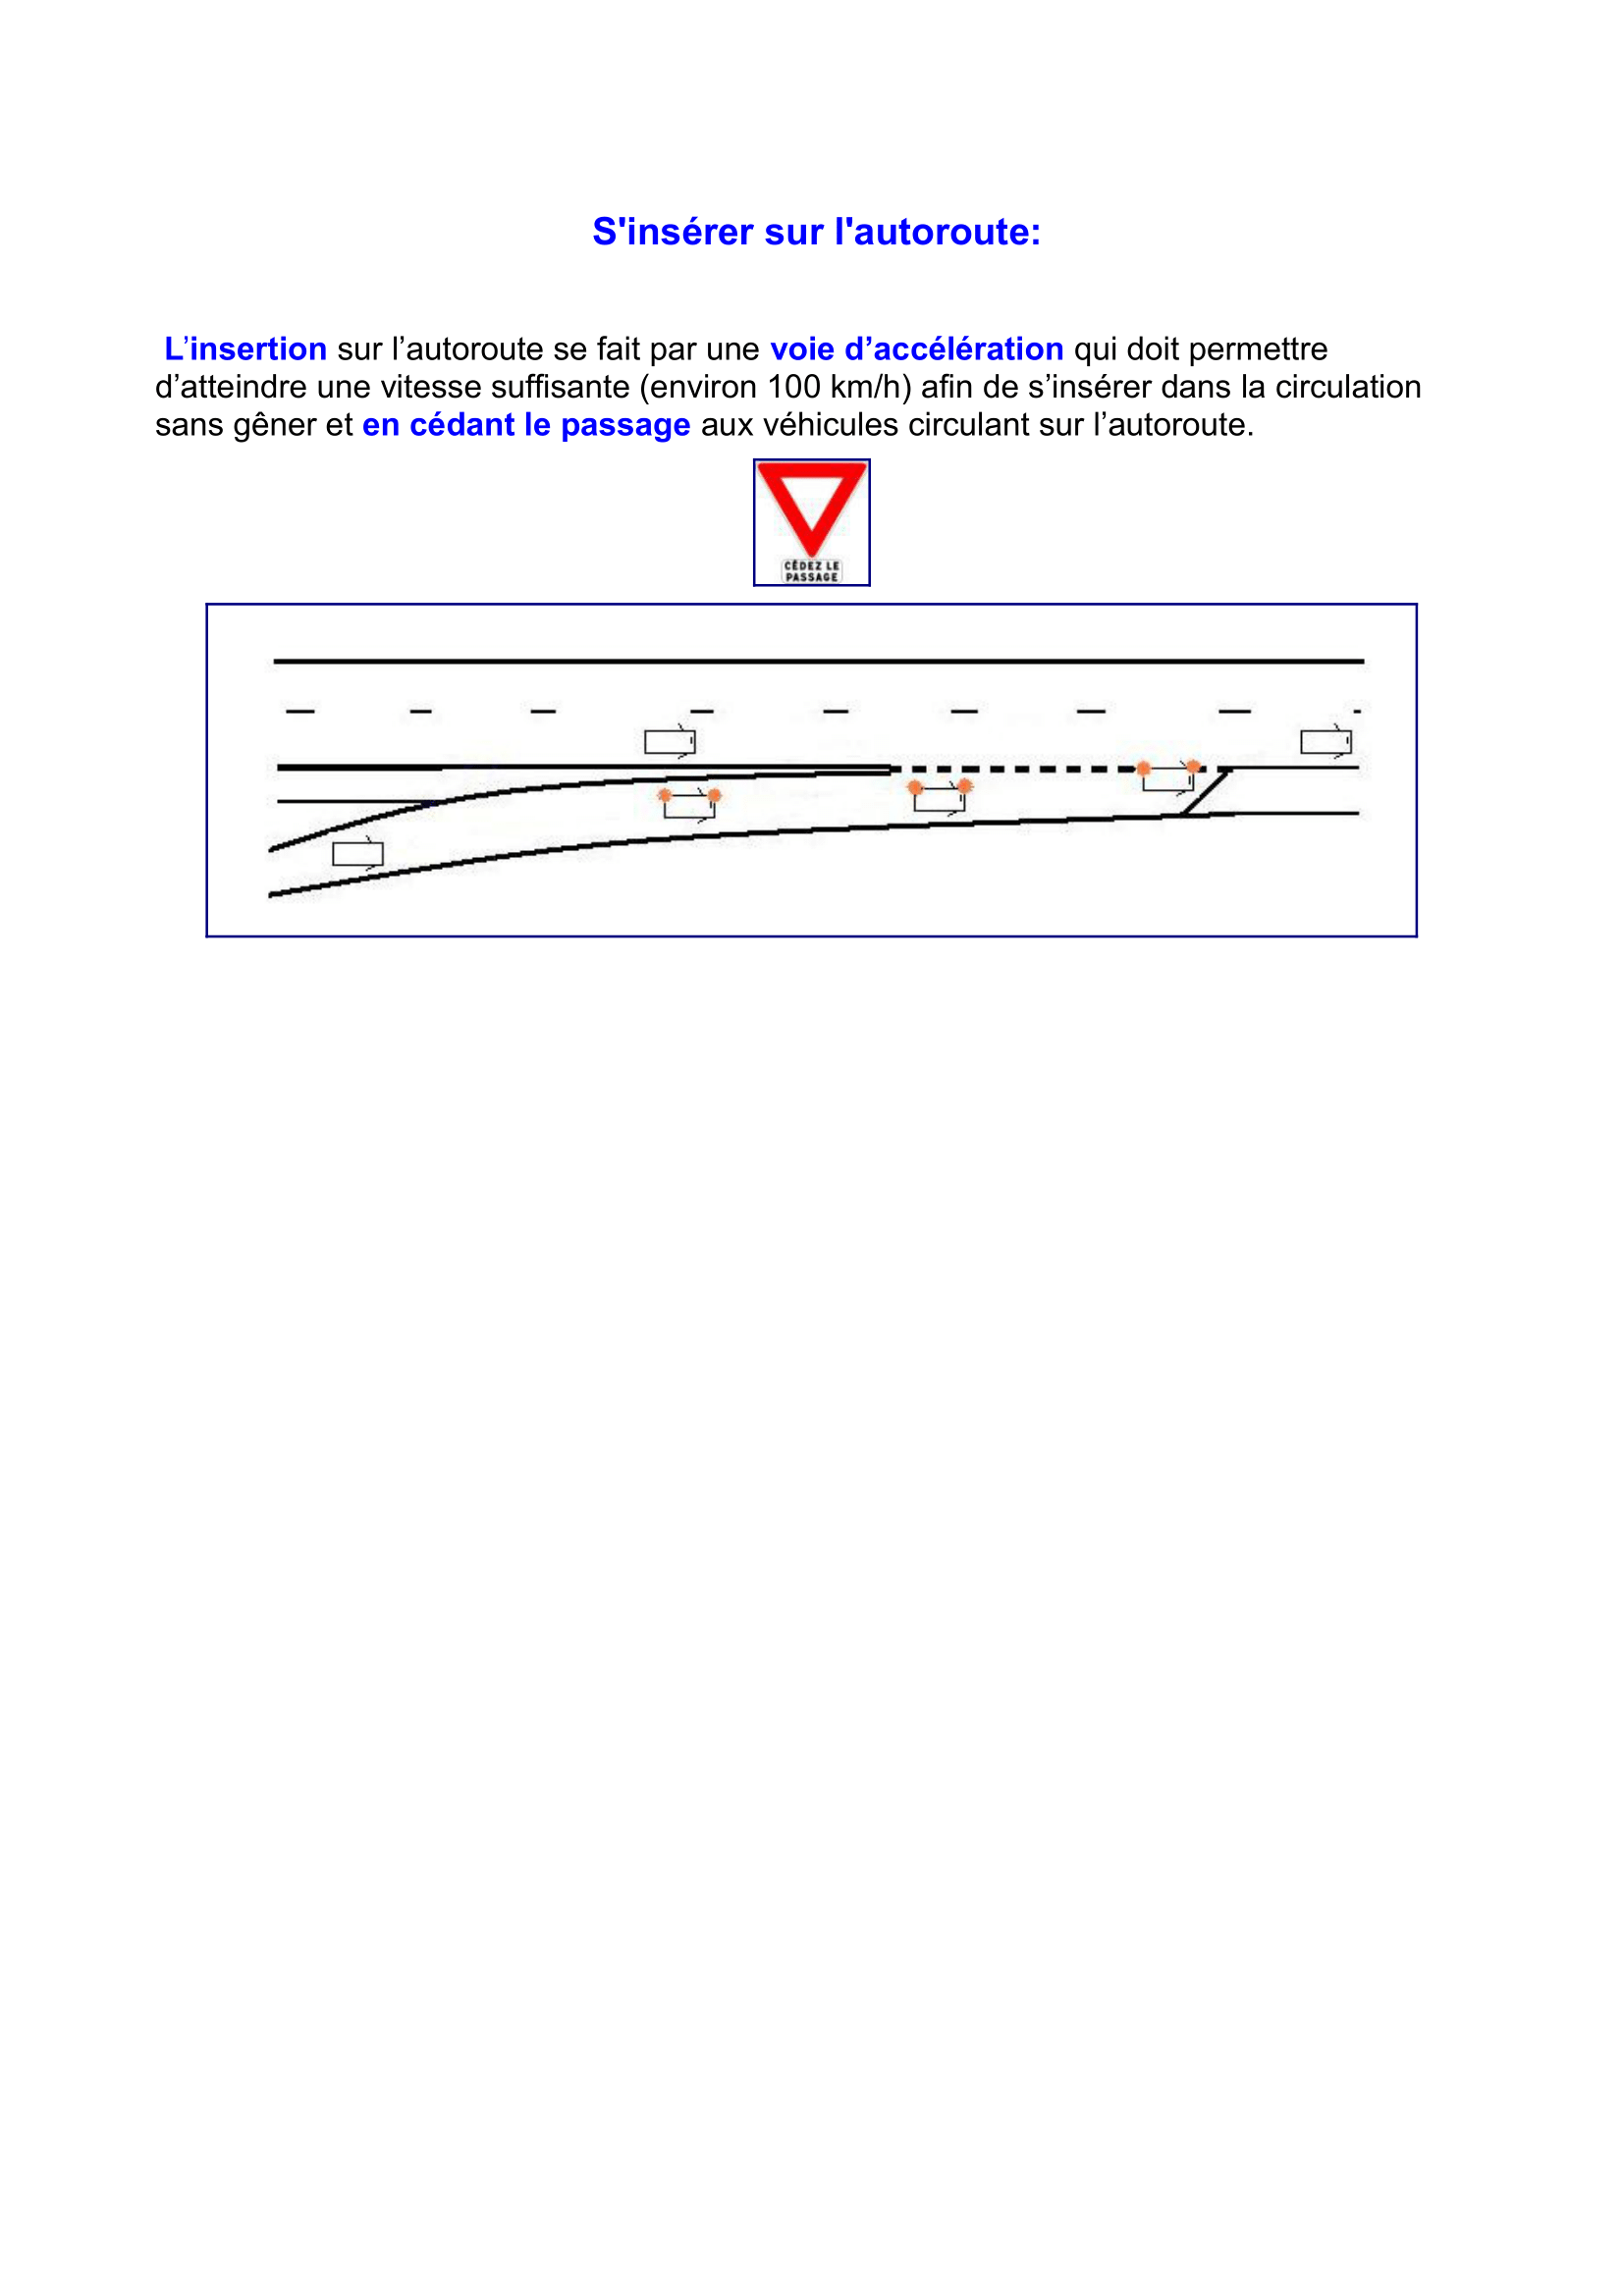 S'insérer sur l'autoroute:
L’insertion sur l’autoroute se fait par une voie d’accélération qui doit permettre
d’atteindre une vitesse suffisante (environ 100 km/h) afin de s’insérer dans la circulation
sans gêner et en cédant le passage aux véhicules circulant sur l’autoroute.
CÉDEZ LE
PASSAGE